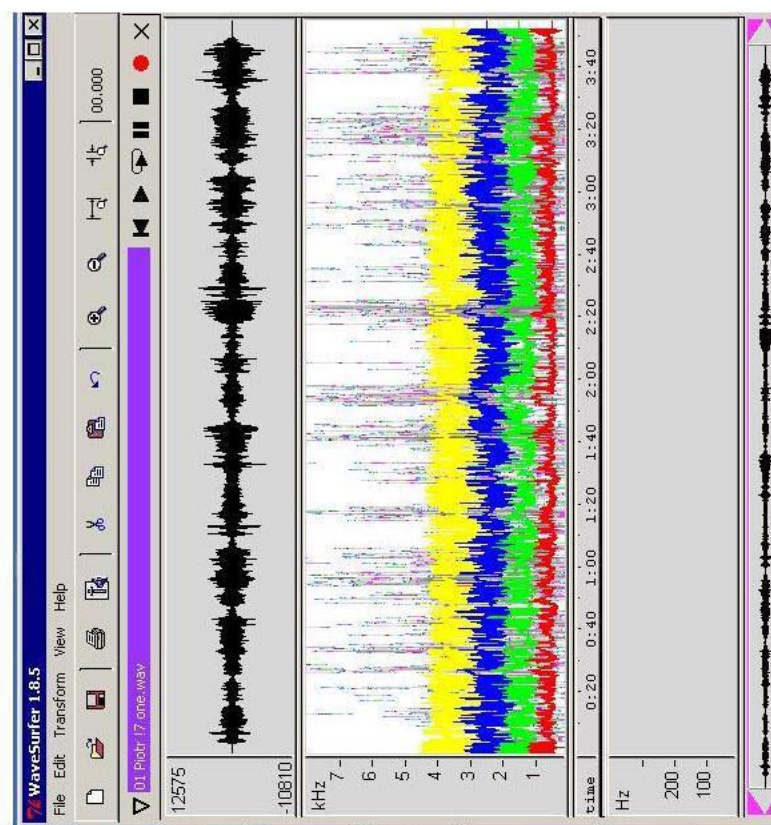 WaveSurfer 1.8.5
File Edit Transform View Help
00.000
01 Piotr !7 one.wav
12575
-10810
kHz
7
6
5
4
3
2
1
time 0:20 0:40 1:00 1:20 1:40 2:00 2:20 2:40 3:00 3:20 3:40
Hz
200
100